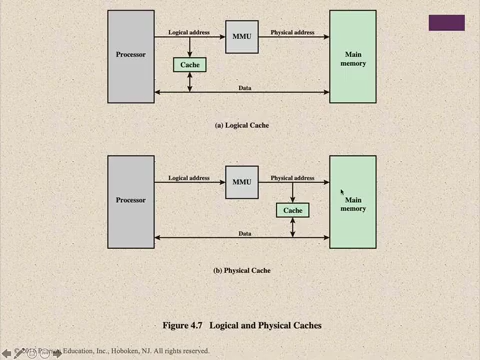 Logical address
Physical address
Processor
MMU
Main
memory
Cache
Data
(a) Logical Cache
Logical address
Physical address
Processor
MMU
Main
memory
Cache
Data
(b) Physical Cache
Figure 4.7 Logical and Physical Caches
Education, Inc., Hoboken, NJ. All rights reserved.